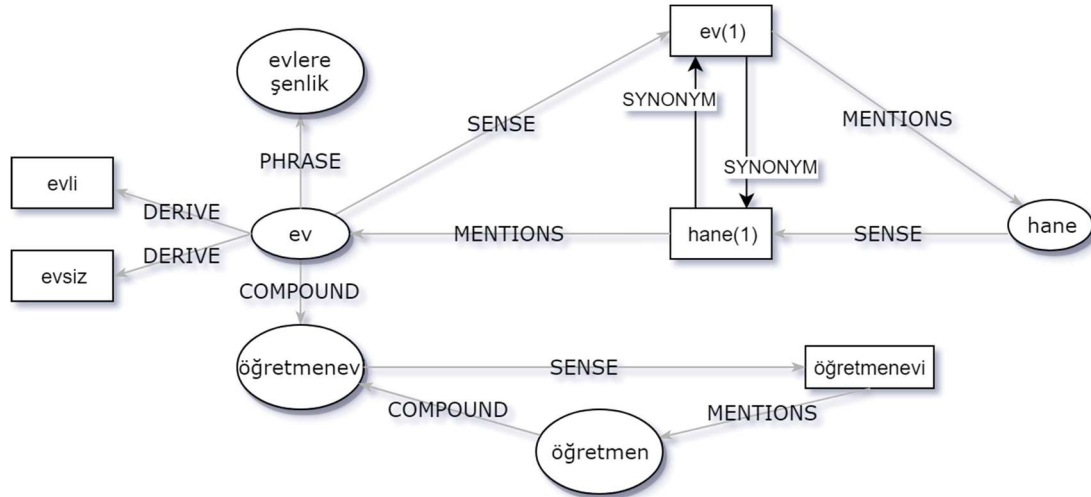 ev(1)
evlere
şenlik
SYNONYM
MENTIONS
SENSE
PHRASE
SYNONYM
evli
DERIVE
ev
MENTIONS
hane(1)
SENSE
hane
DERIVE
evsiz
COMPOUND
öğretmenev
SENSE
öğretmenevi
COMPOUND
MENTIONS
öğretmen